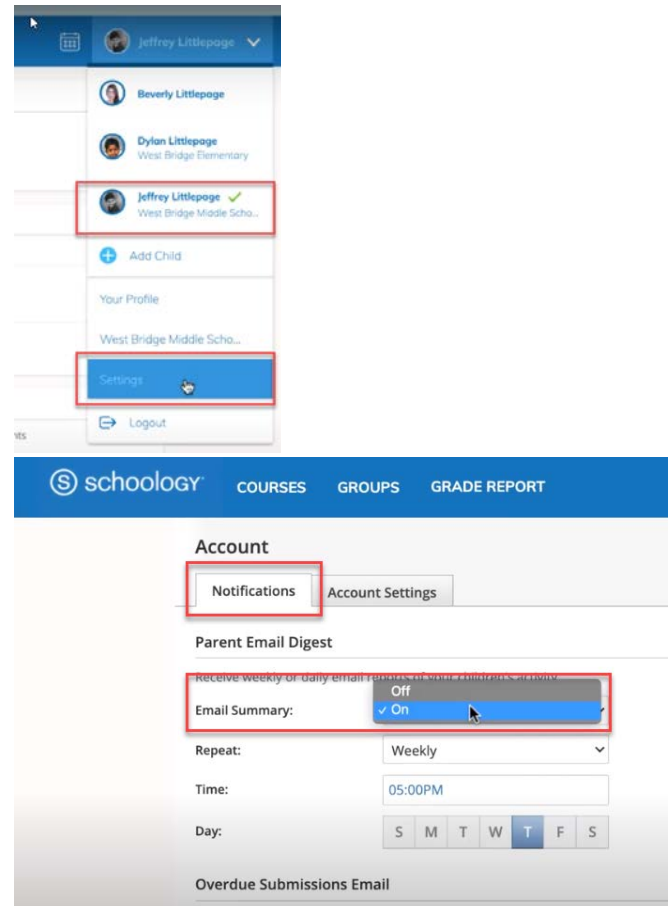 Jeffrey Littlepage
Beverly Littlepage
Dylan Littlepage
West Bridge Elementary
Jeffrey Littlepage
West Bridge Middle Scho...
Add Child
Your Profile
West Bridge Middle Scho...
Settings
Logout
nts
S schoology
COURSES GROUPS GRADE REPORT
Account
Notifications Account Settings
Parent Email Digest
Receive weekly or daily email reports of your children's activity
Off
Email Summary: ✓ On
Repeat: Weekly
Time: 05:00PM
Day: S M T W T F S
Overdue Submissions Email